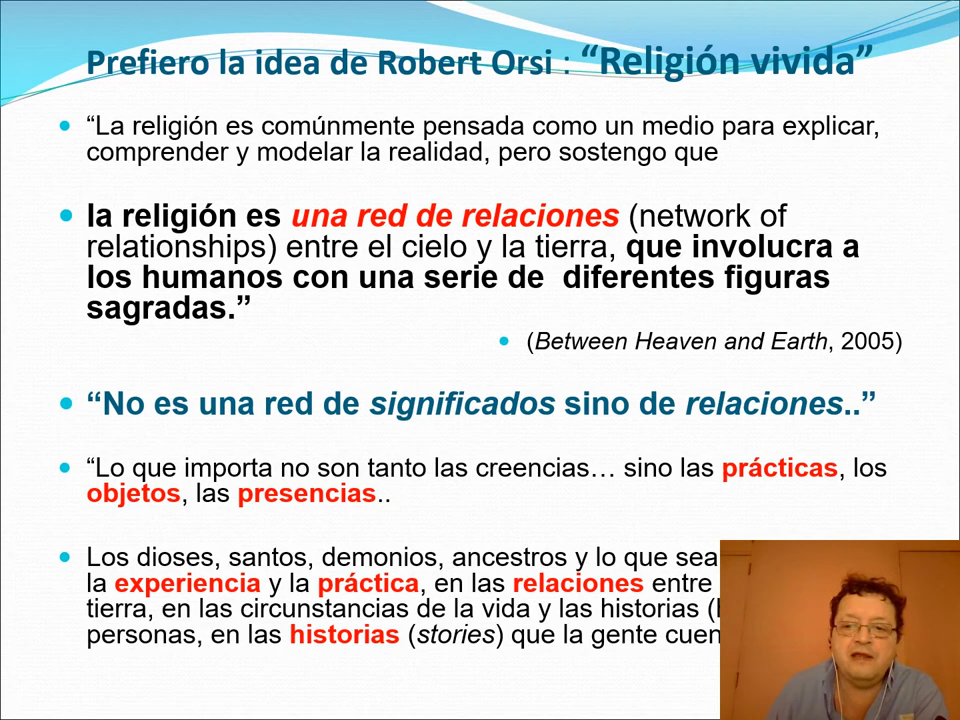 Prefiero la idea de Robert Orsi : “Religión vivida”
“La religión es comúnmente pensada como un medio para explicar,
comprender y modelar la realidad, pero sostengo que
la religión es una red de relaciones (network of
relationships) entre el cielo y la tierra, que involucra a
los humanos con una serie de diferentes figuras
sagradas.”
(Between Heaven and Earth, 2005)
“No es una red de significados sino de relaciones..”
“Lo que importa no son tanto las creencias… sino las prácticas, los
objetos, las presencias..
Los dioses, santos, demonios, ancestros y lo que sea
la experiencia y la práctica, en las relaciones entre
tierra, en las circunstancias de la vida y las historias
personas, en las historias (stories) que la gente